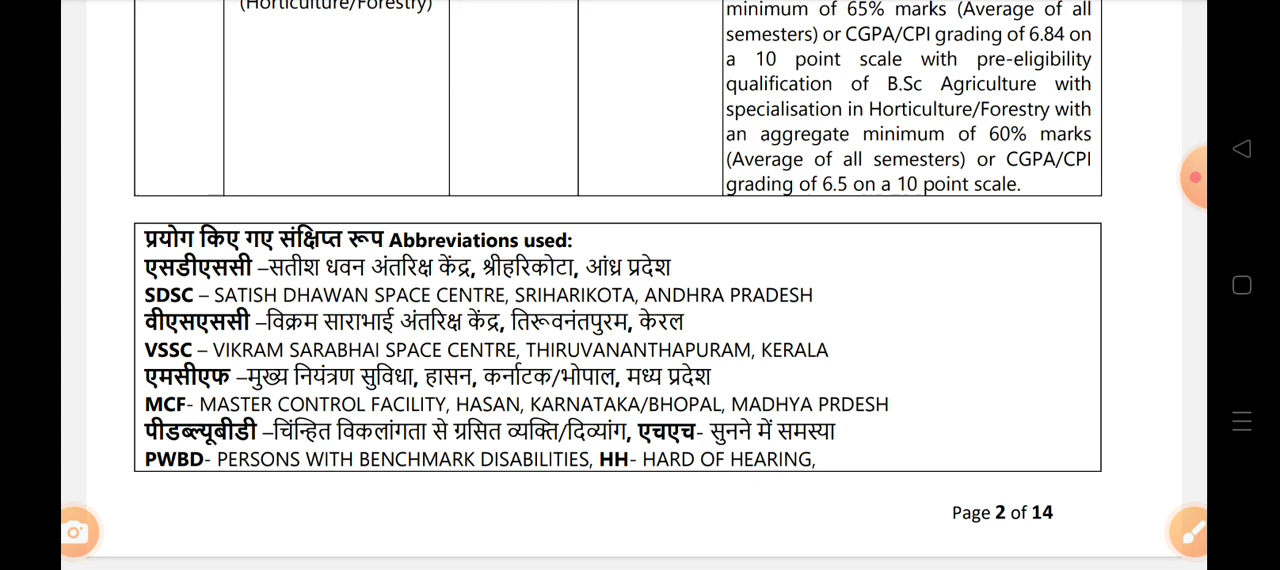 (Horticulture/Forestry)
minimum of 65% marks (Average of all
semesters) or CGPA/CPI grading of 6.84 on
a 10 point scale with pre-eligibility
qualification of B.Sc Agriculture with
specialisation in Horticulture/Forestry with
an aggregate minimum of 60% marks
(Average of all semesters) or CGPA/CPI
grading of 6.5 on a 10 point scale.
प्रयोग किए गए संक्षिप्त रूप Abbreviations used:
एसडीएससी –सतीश धवन अंतरिक्ष केंद्र, श्रीहरिकोटा, आंध्र प्रदेश
SDSC – SATISH DHAWAN SPACE CENTRE, SRIHARIKOTA, ANDHRA PRADESH
वीएसएससी –विक्रम साराभाई अंतरिक्ष केंद्र, तिरूवनंतपुरम, केरल
VSSC – VIKRAM SARABHAI SPACE CENTRE, THIRUVANANTHAPURAM, KERALA
एमसीएफ –मुख्य नियंत्रण सुविधा, हासन, कर्नाटक/भोपाल, मध्य प्रदेश
MCF- MASTER CONTROL FACILITY, HASAN, KARNATAKA/BHOPAL, MADHYA PRDESH
पीडब्ल्यूबीडी –चिंन्हित विकलांगता से ग्रसित व्यक्ति/दिव्यांग, एचएच- सुनने में समस्या
PWBD- PERSONS WITH BENCHMARK DISABILITIES, HH- HARD OF HEARING,
Page 2 of 14